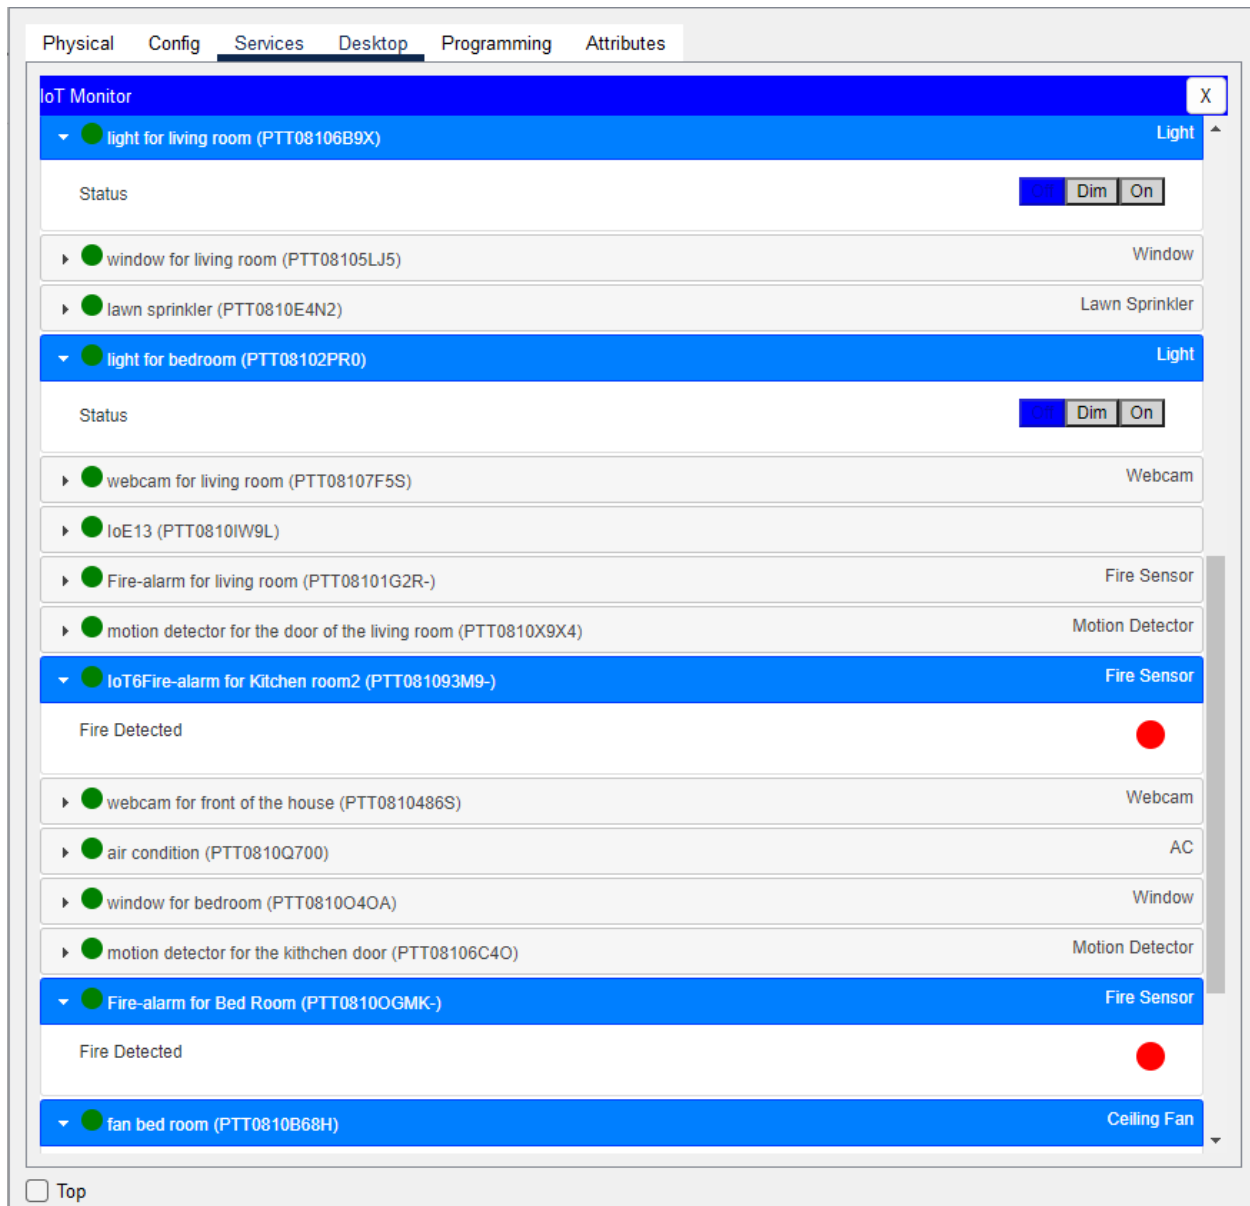 Physical Config Services Desktop Programming Attributes
IoT Monitor X
light for living room (PTT08106B9X) Light
Status Off Dim On
window for living room (PTT08105LJ5) Window
lawn sprinkler (PTT0810E4N2) Lawn Sprinkler
light for bedroom (PTT08102PR0) Light
Status Off Dim On
webcam for living room (PTT08107F5S) Webcam
IoE13 (PTT0810IW9L)
Fire-alarm for living room (PTT08101G2R-) Fire Sensor
motion detector for the door of the living room (PTT0810X9X4) Motion Detector
IoT6Fire-alarm for Kitchen room2 (PTT081093M9-) Fire Sensor
Fire Detected
webcam for front of the house (PTT0810486S) Webcam
air condition (PTT0810Q700) AC
window for bedroom (PTT0810O4OA) Window
motion detector for the kithchen door (PTT08106C4O) Motion Detector
Fire-alarm for Bed Room (PTT0810OGMK-) Fire Sensor
Fire Detected
fan bed room (PTT0810B68H) Ceiling Fan
Top